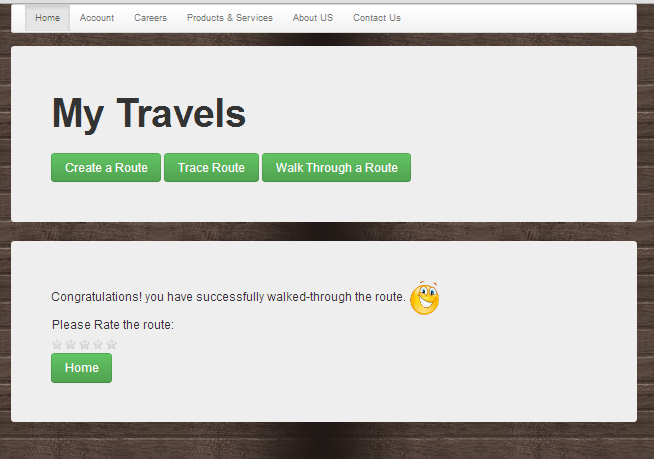 Home Account Careers Products & Services About US Contact Us
My Travels
Create a Route Trace Route Walk Through a Route
Congratulations! you have successfully walked-through the route.
Please Rate the route:
Home